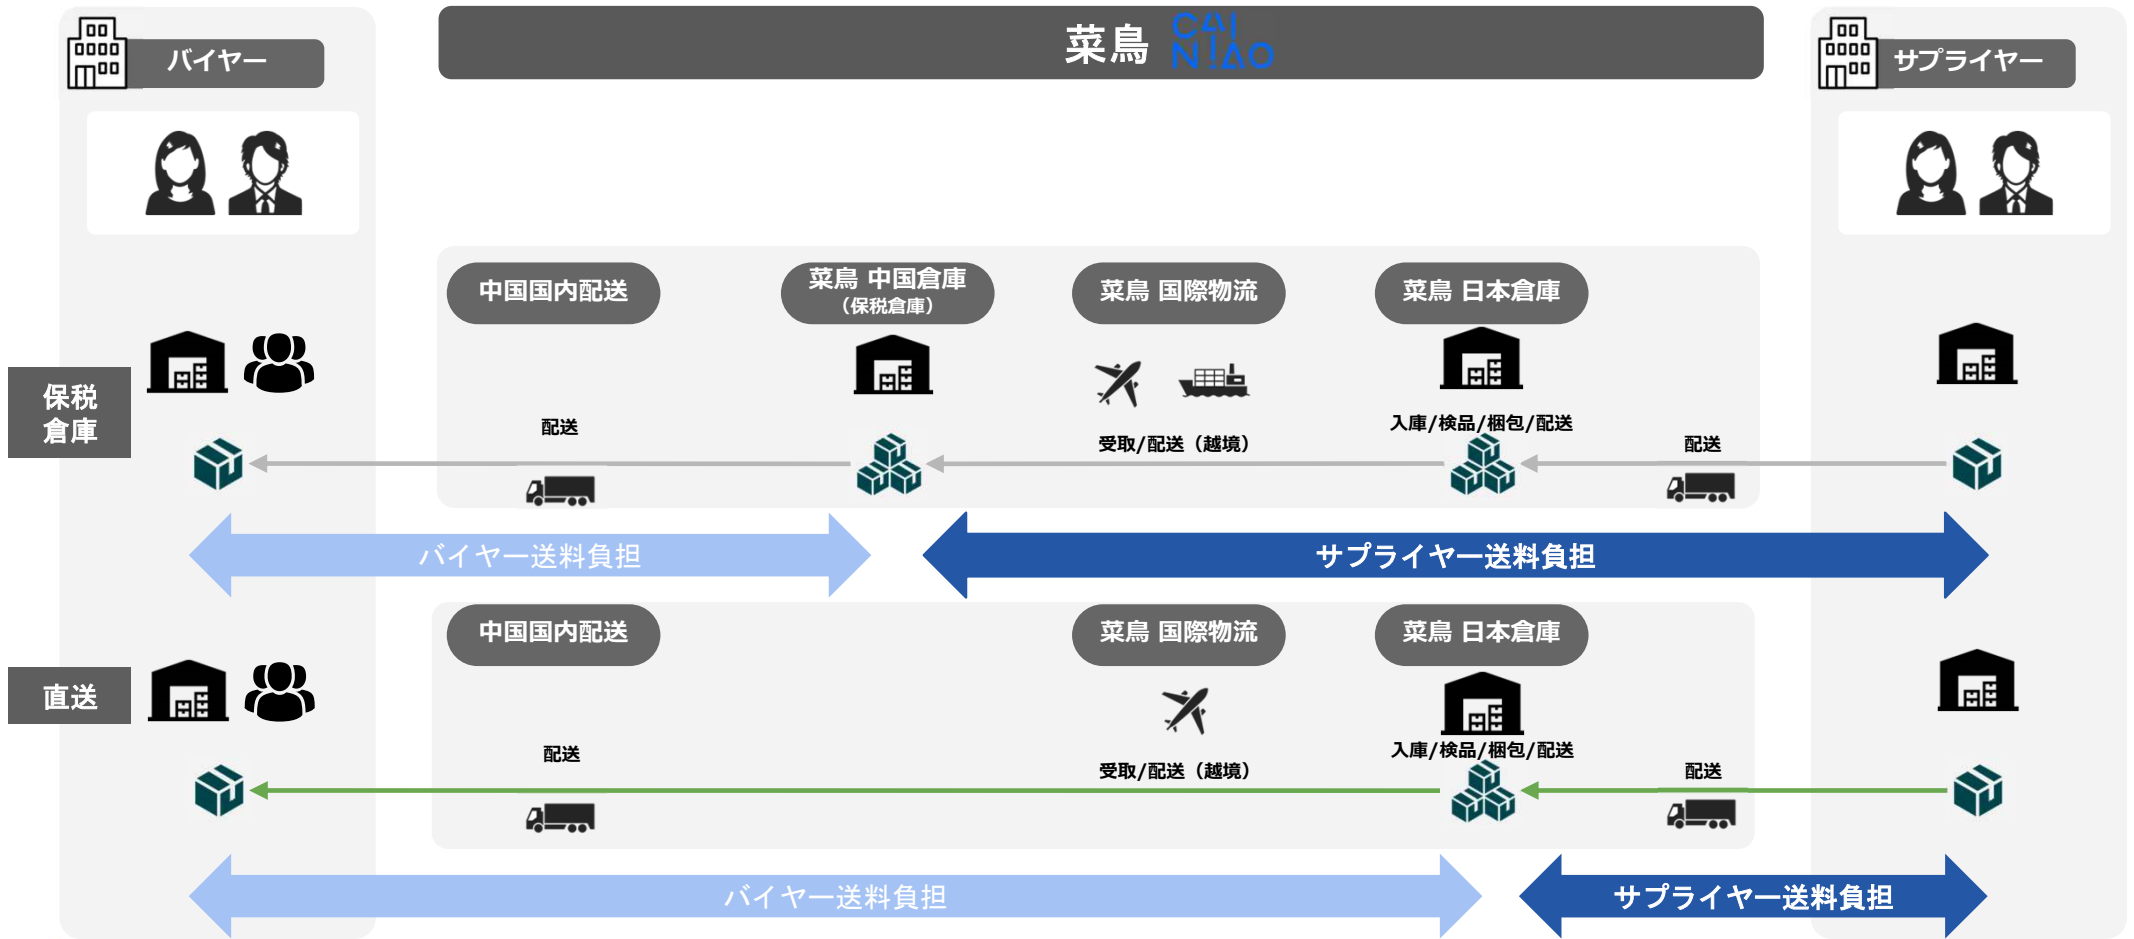 バイヤー
菜鳥 CAI
NIAO
サプライヤー
中国国内配送
菜鳥 中国倉庫
（保税倉庫）
菜鳥 国際物流
菜鳥 日本倉庫
保税
倉庫
配送
受取/配送（越境）
入庫/検品/梱包/配送
配送
バイヤー送料負担
サプライヤー送料負担
中国国内配送
菜鳥 国際物流
菜鳥 日本倉庫
直送
配送
受取/配送（越境）
入庫/検品/梱包/配送
配送
バイヤー送料負担
サプライヤー送料負担